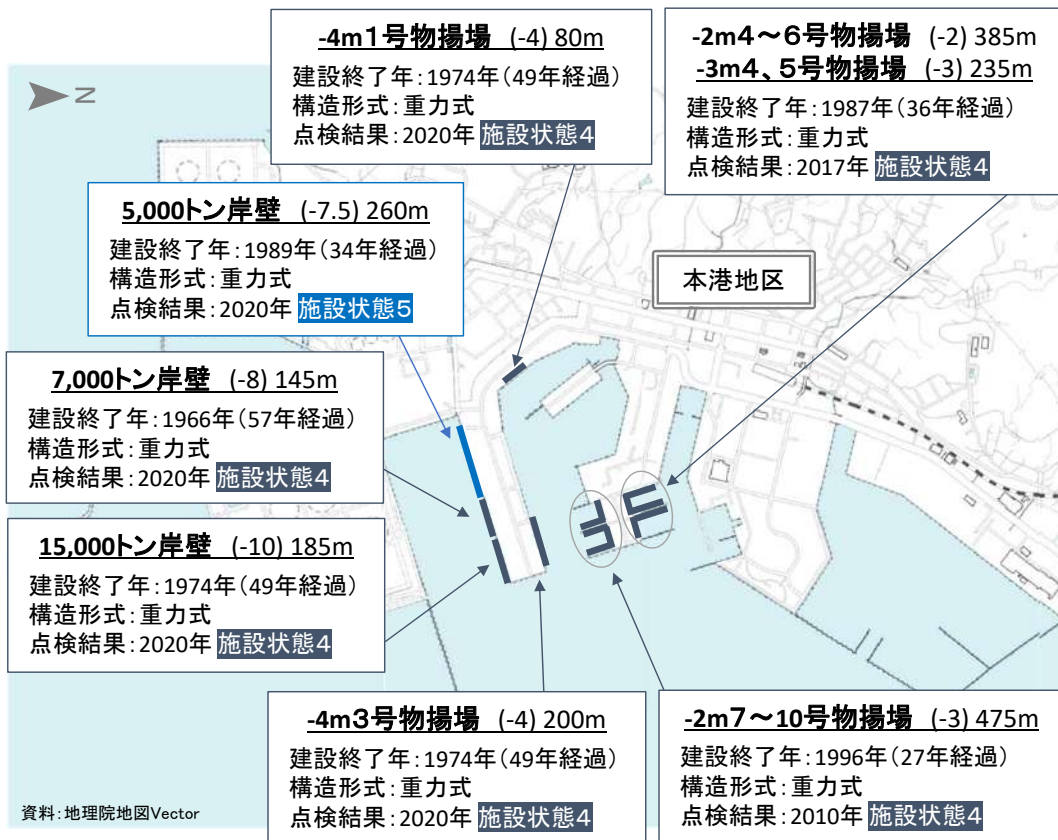 -4m1号物揚場 (-4) 80m
建設終了年:1974年(49年経過)
構造形式:重力式
点検結果:2020年 施設状態4
-2m4~6号物揚場 (-2) 385m
-3m4、5号物揚場 (-3) 235m
建設終了年:1987年(36年経過)
構造形式:重力式
点検結果:2017年 施設状態4
N
5,000トン岸壁 (-7.5) 260m
建設終了年:1989年(34年経過)
構造形式:重力式
点検結果:2020年 施設状態5
本港地区
7,000トン岸壁 (-8) 145m
建設終了年:1966年(57年経過)
構造形式:重力式
点検結果:2020年 施設状態4
15,000トン岸壁 (-10) 185m
建設終了年:1974年(49年経過)
構造形式:重力式
点検結果:2020年 施設状態4
-4m3号物揚場 (-4) 200m
建設終了年:1974年(49年経過)
構造形式:重力式
点検結果:2020年 施設状態4
-2m7~10号物揚場 (-3) 475m
建設終了年:1996年(27年経過)
構造形式:重力式
点検結果:2010年 施設状態4
資料:地理院地図Vector